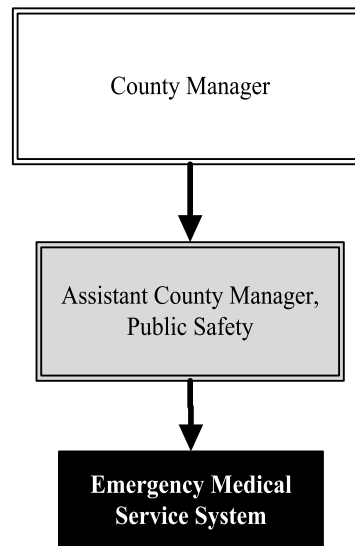 County Manager
Assistant County Manager,
Public Safety
Emergency Medical
Service System